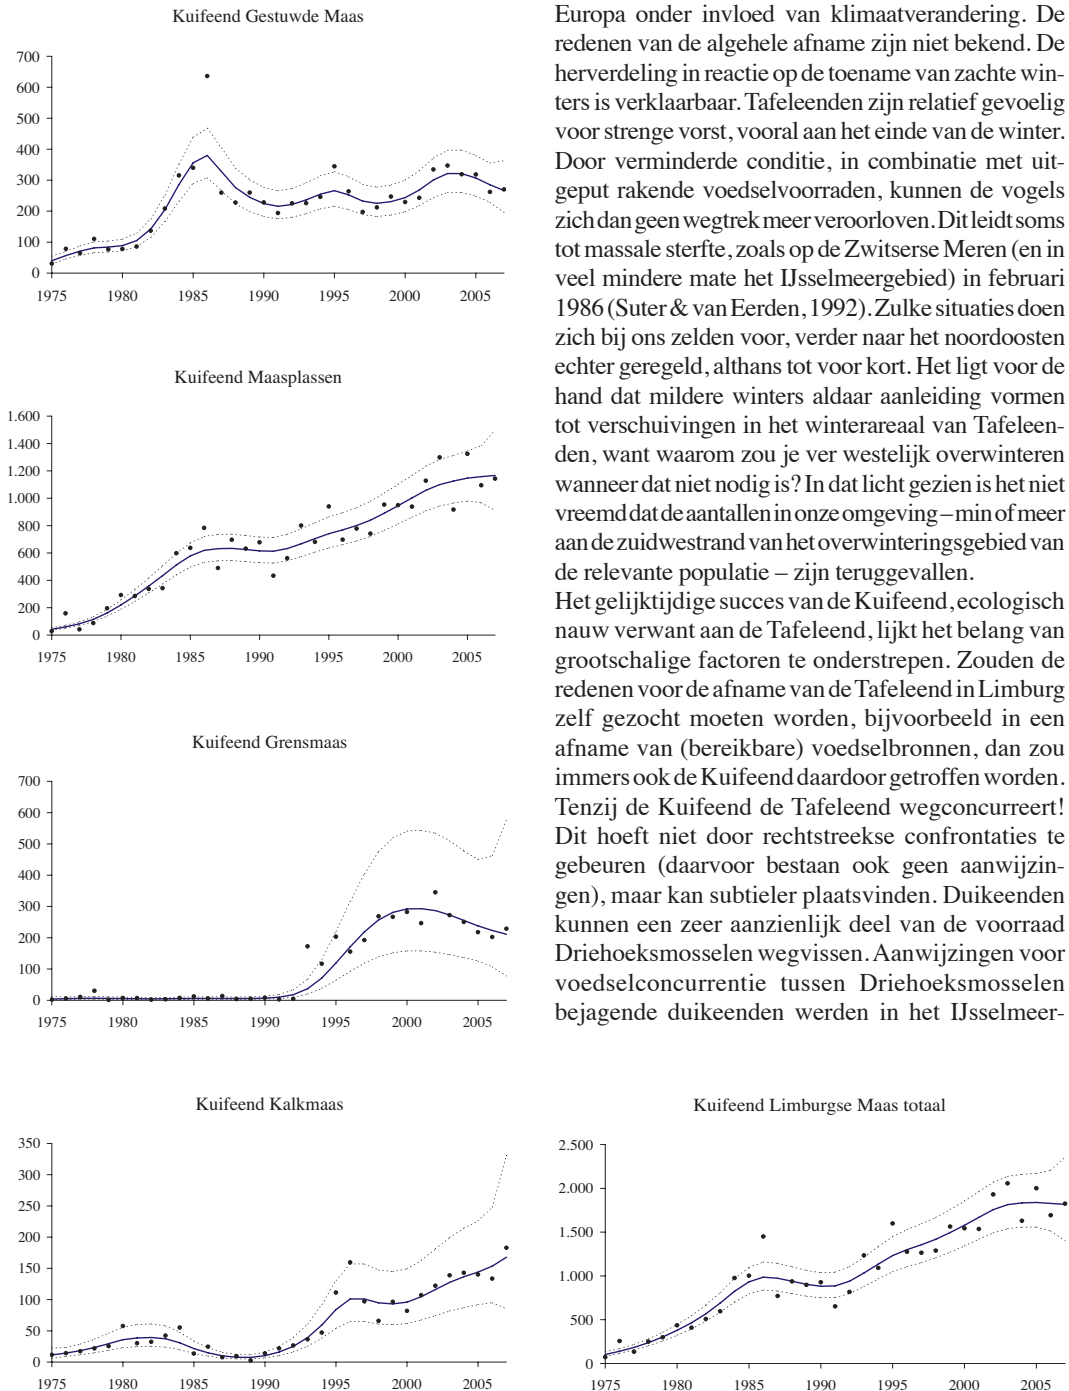 Kuifeend Gestuwde Maas
700
600
500
400
300
200
100
0
1975 1980 1985 1990 1995 2000 2005
Kuifeend Maasplassen
1.600
1.400
1.200
1.000
800
600
400
200
0
1975 1980 1985 1990 1995 2000 2005
Kuifeend Grensmaas
700
600
500
400
300
200
100
0
1975 1980 1985 1990 1995 2000 2005
Europa onder invloed van klimaatverandering. De
redenen van de algehele afname zijn niet bekend. De
herverdeling in reactie op de toename van zachte win-
ters is verklaarbaar. Tafeleenden zijn relatief gevoelig
voor strenge vorst, vooral aan het einde van de winter.
Door verminderde conditie, in combinatie met uit-
geput rakende voedselvoorraden, kunnen de vogels
zich dan geen wegtrek meer veroorloven. Dit leidt soms
tot massale sterfte, zoals op de Zwitserse Meren (en in
veel mindere mate het IJsselmeergebied) in februari
1986 (Suter & van Eerden, 1992). Zulke situaties doen
zich bij ons zelden voor, verder naar het noordoosten
echter geregeld, althans tot voor kort. Het ligt voor de
hand dat mildere winters aldaar aanleiding vormen
tot verschuivingen in het winterareaal van Tafeleen-
den, want waarom zou je ver westelijk overwinteren
wanneer dat niet nodig is? In dat licht gezien is het niet
vreemd dat de aantallen in onze omgeving – min of meer
aan de zuidwestrand van het overwinteringsgebied van
de relevante populatie – zijn teruggevallen.
Het gelijktijdige succes van de Kuifeend, ecologisch
nauw verwant aan de Tafeleend, lijkt het belang van
grootschalige factoren te onderstrepen. Zouden de
redenen voor de afname van de Tafeleend in Limburg
zelf gezocht moeten worden, bijvoorbeeld in een
afname van (bereikbare) voedselbronnen, dan zou
immers ook de Kuifeend daardoor getroffen worden.
Tenzij de Kuifeend de Tafeleend wegconcurreert!
Dit hoeft niet door rechtstreekse confrontaties te
gebeuren (daarvoor bestaan ook geen aanwijzin-
gen), maar kan subtieler plaatsvinden. Duikeenden
kunnen een zeer aanzienlijk deel van de voorraad
Driehoeksmosselen wegvissen. Aanwijzingen voor
voedselconcurrentie tussen Driehoeksmosselen
bejagende duikeenden werden in het IJsselmeer-
Kuifeend Kalkmaas
350
300
250
200
150
100
50
0
1975 1980 1985 1990 1995 2000 2005
Kuifeend Limburgse Maas totaal
2.500
2.000
1.500
1.000
500
0
1975 1980 1985 1990 1995 2000 2005